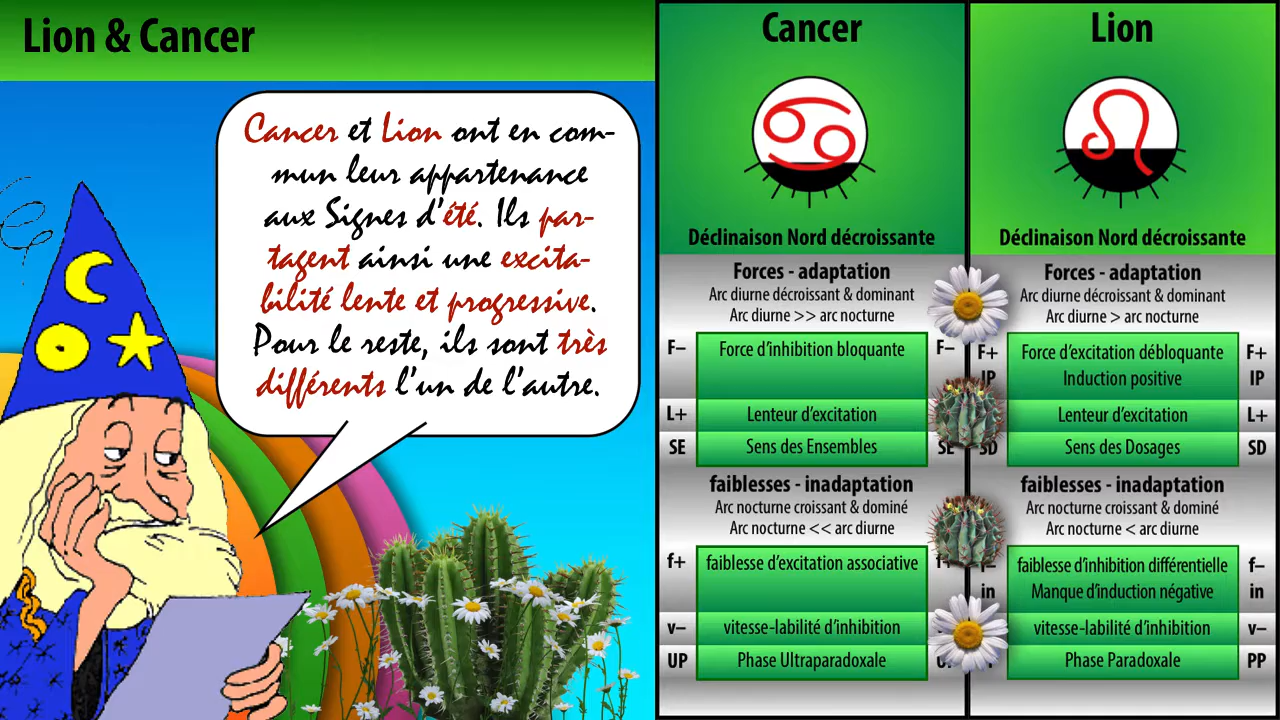 Lion & Cancer
Cancer et Lion ont en com-
mun leur appartenance
aux Signes d'été. Ils par-
tagent ainsi une excita-
bilité lente et progressive.
Pour le reste, ils sont très
différents l'un de l'autre.
Cancer
Déclinaison Nord décroissante
Forces - adaptation
Arc diurne décroissant & dominant
Arc diurne >> arc nocturne
F– Force d'inhibition bloquante F–
L+ Lenteur d'excitation
SE Sens des Ensembles SE
faiblesses - inadaptation
Arc nocturne croissant & dominé
Arc nocturne << arc diurne
f+ faiblesse d'excitation associative
v– vitesse-labilité d'inhibition
UP Phase Ultraparadoxale
Lion
Déclinaison Nord décroissante
Forces - adaptation
Arc diurne décroissant & dominant
Arc diurne > arc nocturne
F+ Force d'excitation débloquante F+
IP Induction positive IP
Lenteur d'excitation L+
SD Sens des Dosages SD
faiblesses - inadaptation
Arc nocturne croissant & dominé
Arc nocturne < arc diurne
faiblesse d'inhibition différentielle f–
in Manque d'induction négative in
vitesse-labilité d'inhibition v–
Phase Paradoxale PP